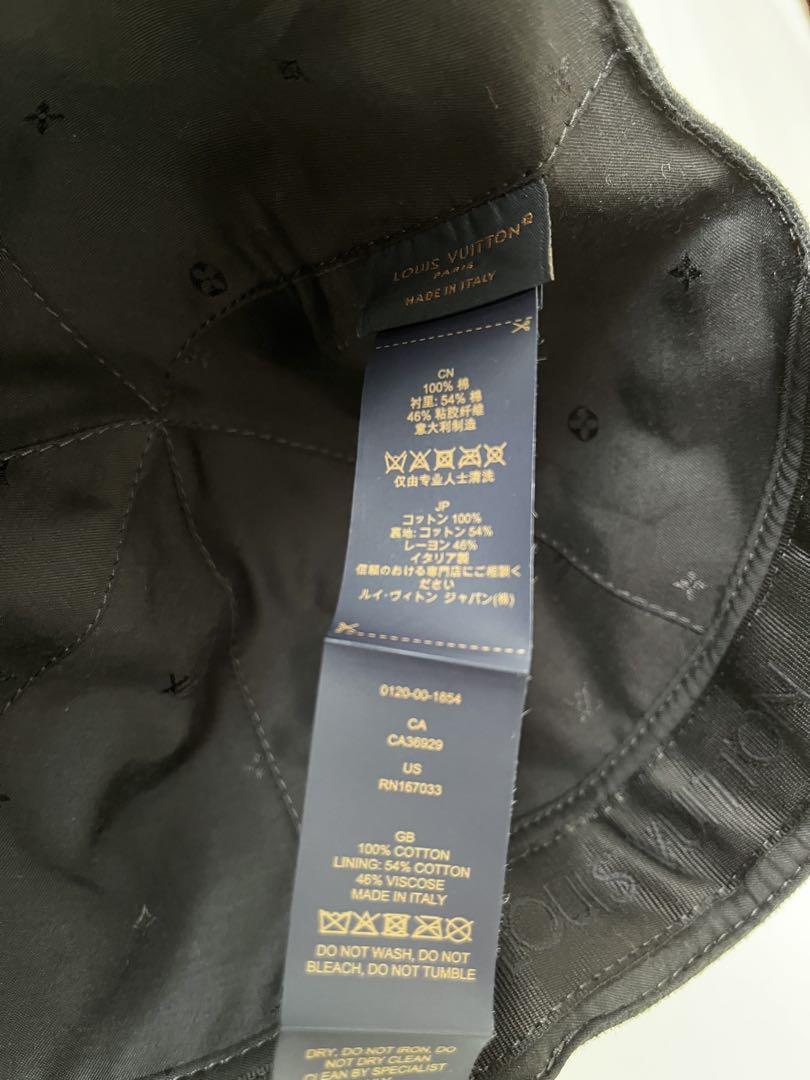 LOUIS VUITTON
PARIS
MADE IN ITALY
CN
100% 棉
衬里: 54% 棉
46% 粘胶纤维
意大利制造
仅由专业人士清洗
JP
コットン 100%
裏地: コットン 54%
レーヨン 46%
イタリア製
信頼のおける専門店にご相談く
ださい
ルイ・ヴィトン ジャパン(株)
0120-00-1854
CA
CA36929
US
RN167033
GB
100% COTTON
LINING: 54% COTTON
46% VISCOSE
MADE IN ITALY
DO NOT WASH, DO NOT
BLEACH, DO NOT TUMBLE
DRY, DO NOT IRON, DO
NOT DRY CLEAN
CLEAN BY SPECIALIST
LOUIS VUITTON